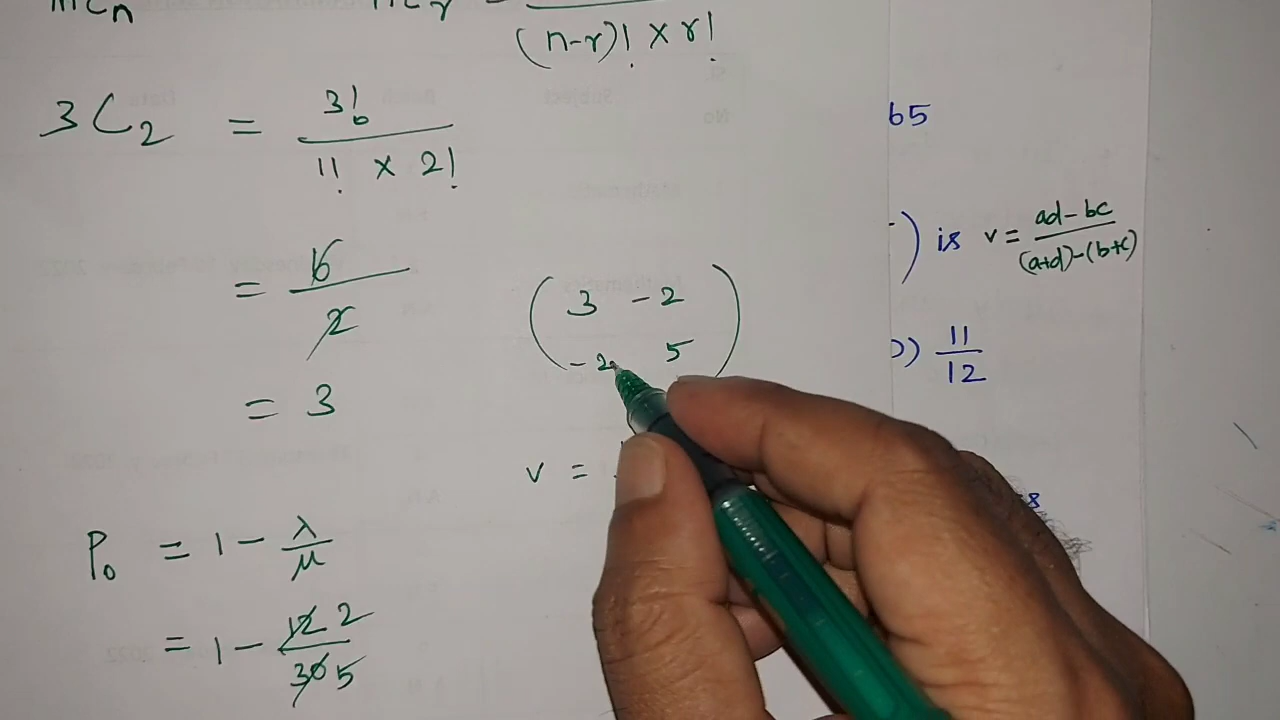 (n-r)! × r!
3C₂ = 3! / 1! × 2!
= 6 / 2
= 3
P₀ = 1 - λ/μ
= 1 - 12 2 / 30 5
( 3 -2
-2 5 )
v =
65
) is v = ad-bc / (a+d)-(b+c)
) 11/12